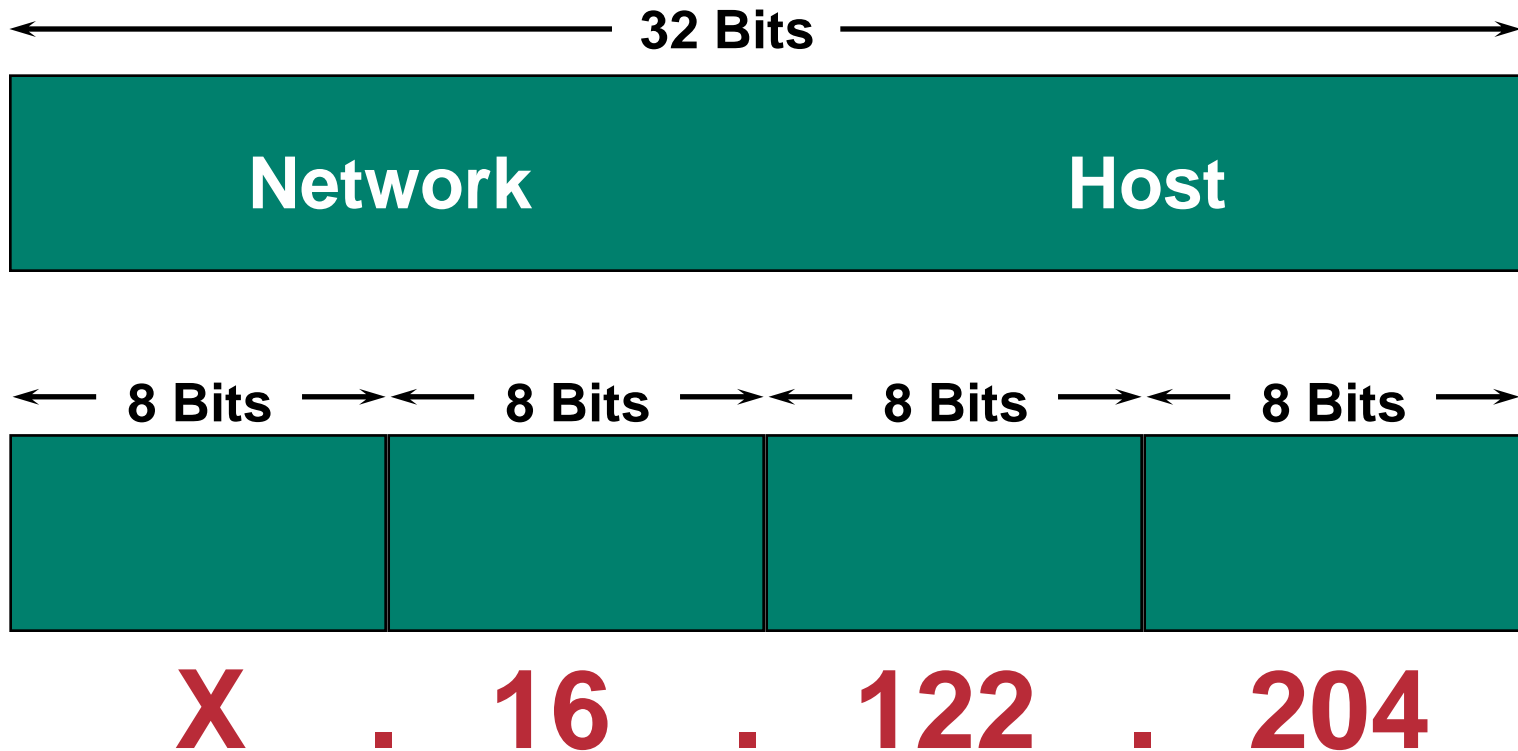 32 Bits
Network Host
8 Bits 8 Bits 8 Bits 8 Bits
X . 16 . 122 . 204